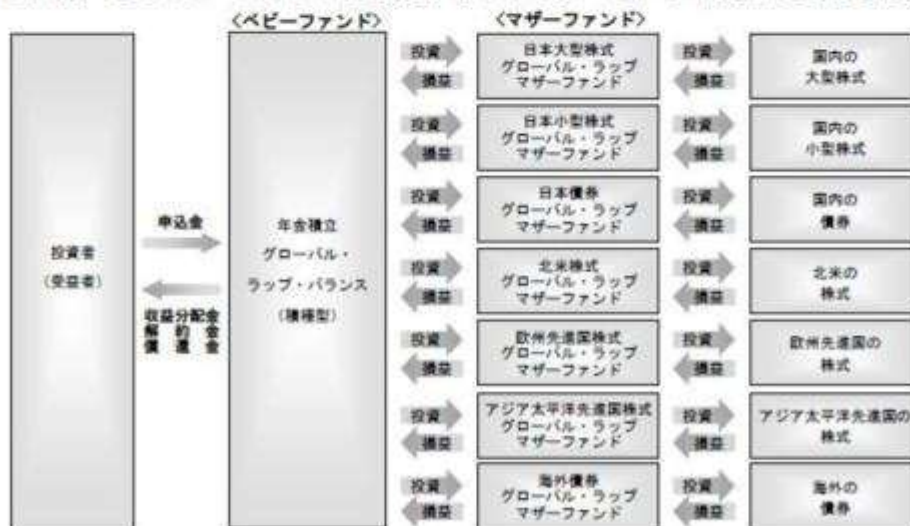 〈ベビーファンド〉
〈マザーファンド〉
投資者
(受益者)
申込金
収益分配金
解約金
償還金
年金積立
グローバル・
ラップ・バランス
(積極型)
投資
損益
日本大型株式
グローバル・ラップ
マザーファンド
投資
損益
国内の
大型株式
投資
損益
日本小型株式
グローバル・ラップ
マザーファンド
投資
損益
国内の
小型株式
投資
損益
日本債券
グローバル・ラップ
マザーファンド
投資
損益
国内の
債券
投資
損益
北米株式
グローバル・ラップ
マザーファンド
投資
損益
北米の
株式
投資
損益
欧州先進国株式
グローバル・ラップ
マザーファンド
投資
損益
欧州先進国の
株式
投資
損益
アジア太平洋先進国株式
グローバル・ラップ
マザーファンド
投資
損益
アジア太平洋先進国の
株式
投資
損益
海外債券
グローバル・ラップ
マザーファンド
投資
損益
海外の
債券